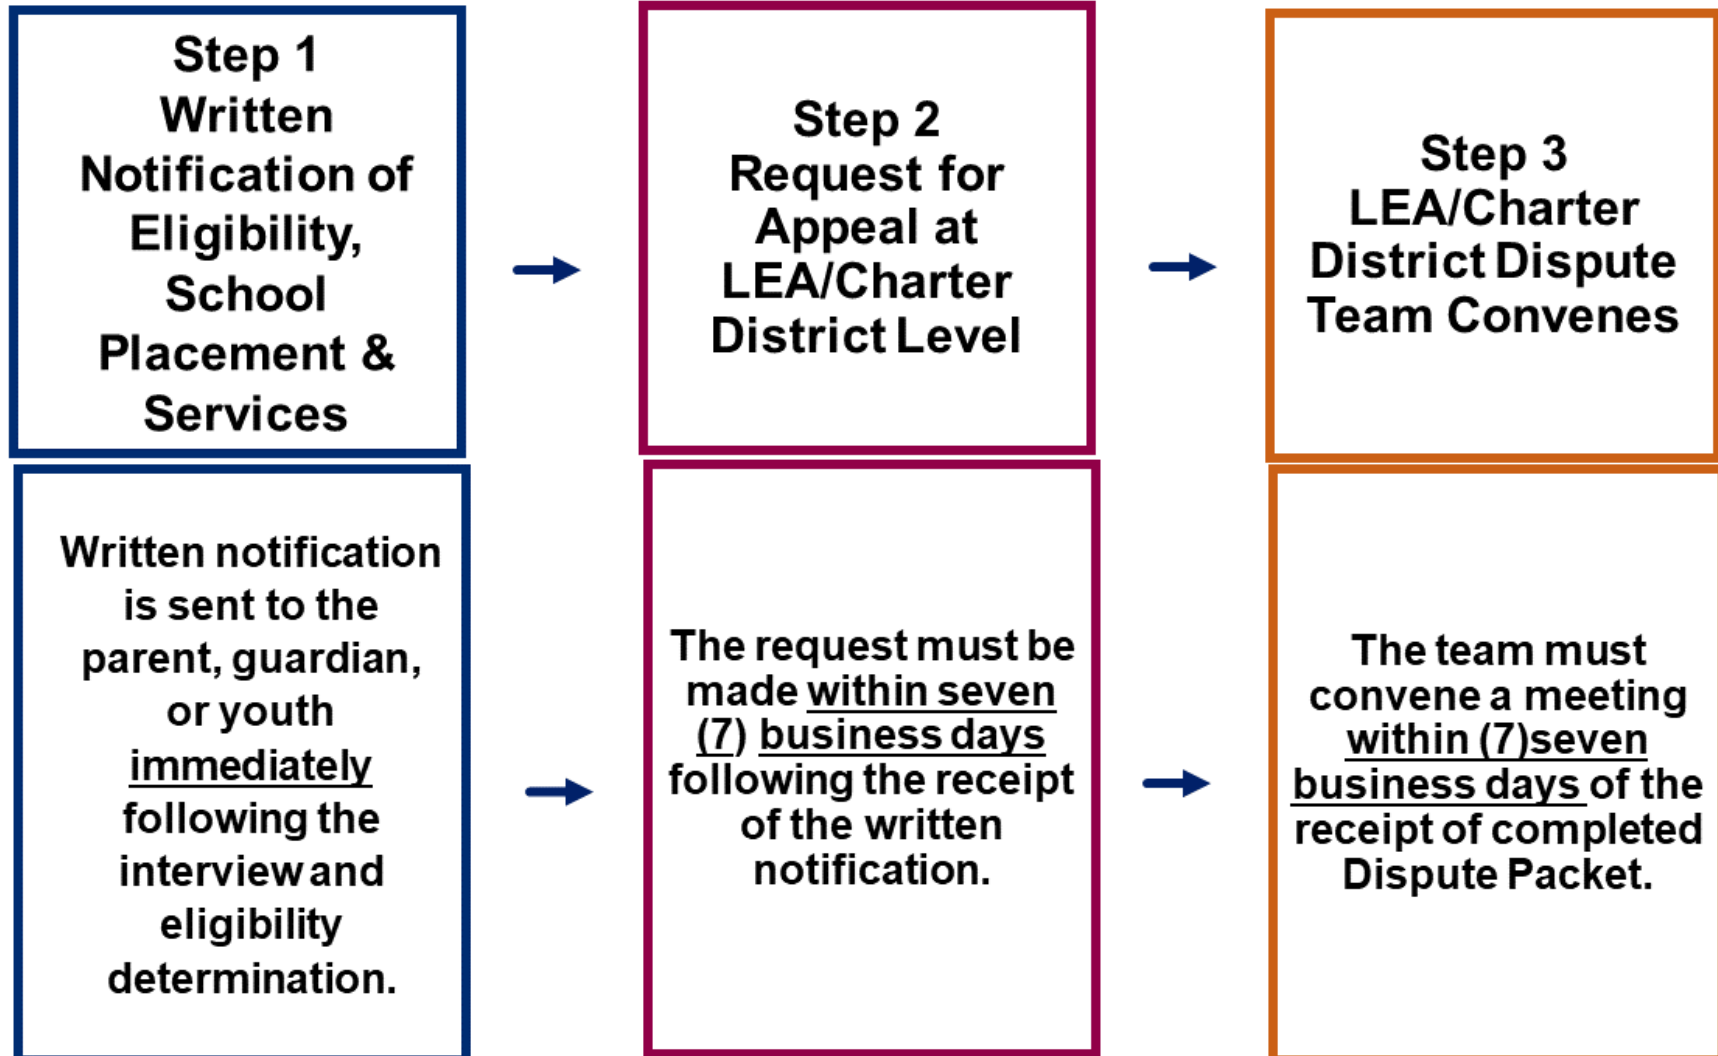 Step 1
Written
Notification of
Eligibility,
School
Placement &
Services
Step 2
Request for
Appeal at
LEA/Charter
District Level
Step 3
LEA/Charter
District Dispute
Team Convenes
Written notification
is sent to the
parent, guardian,
or youth
immediately
following the
interview and
eligibility
determination.
The request must be
made within seven
(7) business days
following the receipt
of the written
notification.
The team must
convene a meeting
within (7)seven
business days of the
receipt of completed
Dispute Packet.